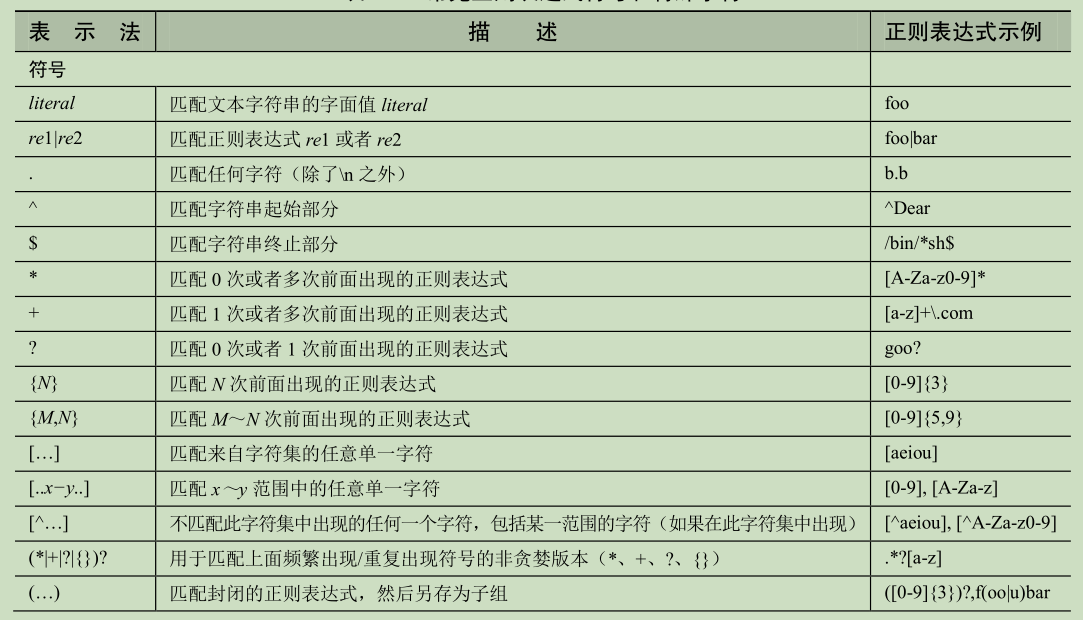 表 示 法 描 述 正则表达式示例
符号
literal 匹配文本字符串的字面值 literal foo
re1|re2 匹配正则表达式 re1 或者 re2 foo|bar
. 匹配任何字符（除了\n 之外） b.b
^ 匹配字符串起始部分 ^Dear
$ 匹配字符串终止部分 /bin/*sh$
* 匹配 0 次或者多次前面出现的正则表达式 [A-Za-z0-9]*
+ 匹配 1 次或者多次前面出现的正则表达式 [a-z]+\.com
? 匹配 0 次或者 1 次前面出现的正则表达式 goo?
{N} 匹配 N 次前面出现的正则表达式 [0-9]{3}
{M,N} 匹配 M～N 次前面出现的正则表达式 [0-9]{5,9}
[…] 匹配来自字符集的任意单一字符 [aeiou]
[..x−y..] 匹配 x～y 范围中的任意单一字符 [0-9], [A-Za-z]
[^…] 不匹配此字符集中出现的任何一个字符，包括某一范围的字符（如果在此字符集中出现） [^aeiou], [^A-Za-z0-9]
(*|+|?|{})? 用于匹配上面频繁出现/重复出现符号的非贪婪版本（*、+、?、{}） .*?[a-z]
(…) 匹配封闭的正则表达式，然后另存为子组 ([0-9]{3})?,f(oo|u)bar